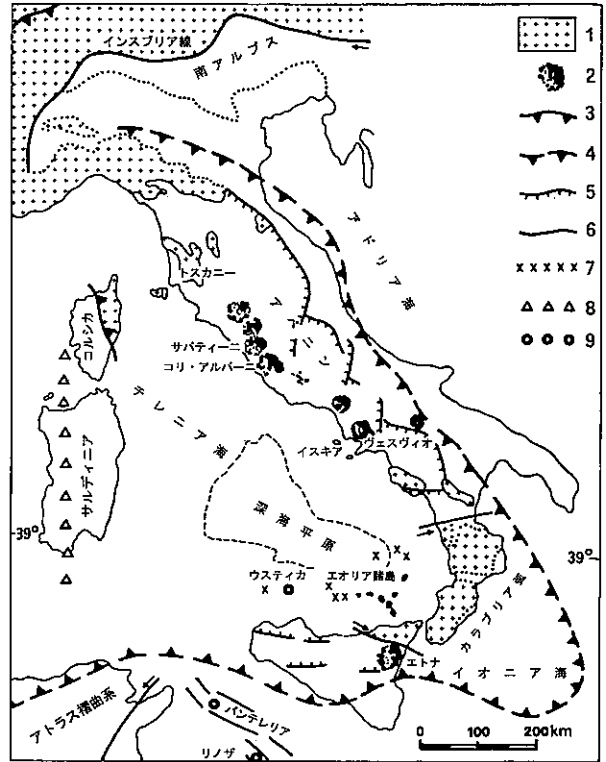 インスブリア線
南アルプス
アドリア海
トスカニー
アペニン
コルシカ
サバティーニ
コリ・アルバーニ
テレニア海
イスキア
ヴェスヴィオ
サルディニア
深海平原
39°
39°
ウスティカ
エオリア諸島
カラブリア弧
エトナ
イオニア海
アトラス褶曲系
パンテレリア
リノザ
0 100 200km
1
2
3
4
5
6
7
8
9